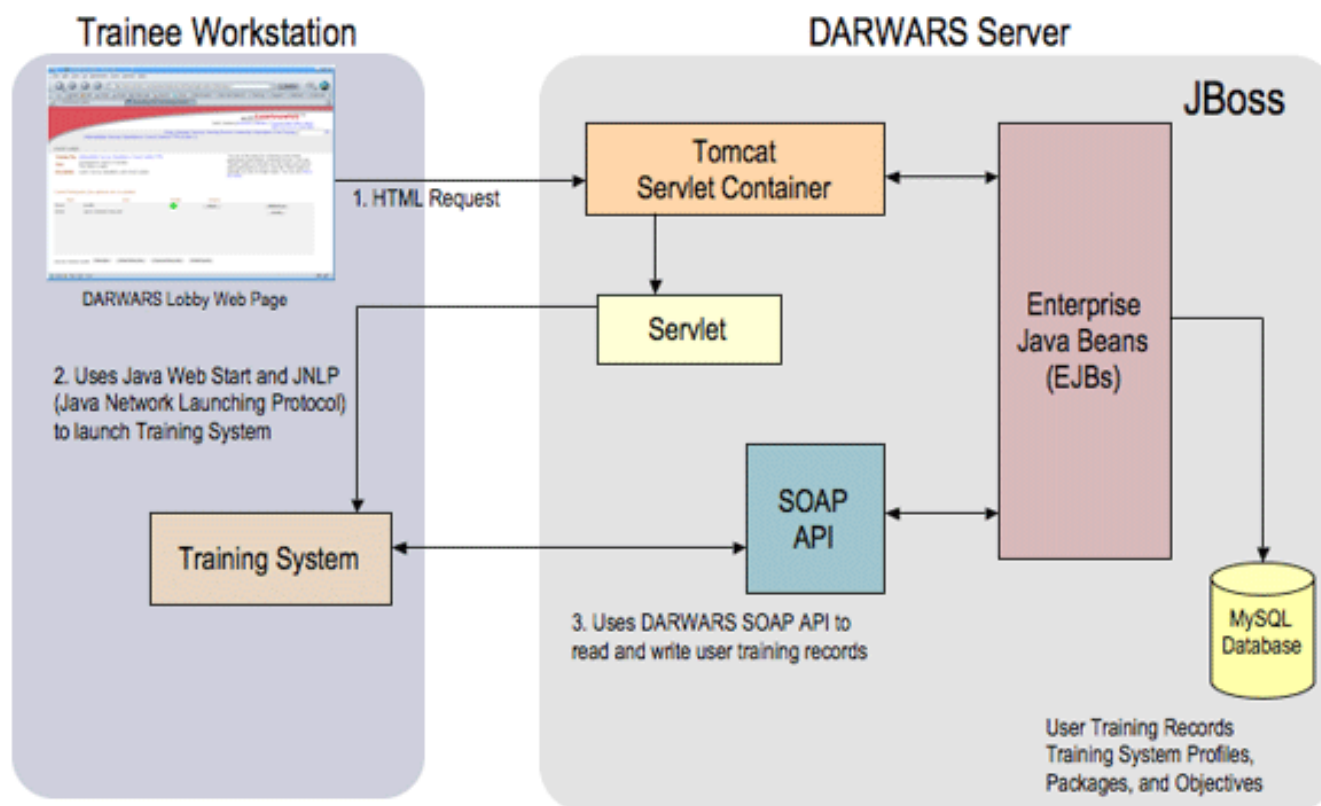 Trainee Workstation
DARWARS Server
JBoss
Tomcat
Servlet Container
1. HTML Request
DARWARS Lobby Web Page
Servlet
Enterprise
Java Beans
(EJBs)
2. Uses Java Web Start and JNLP
(Java Network Launching Protocol)
to launch Training System
SOAP
API
Training System
3. Uses DARWARS SOAP API to
read and write user training records
MySQL
Database
User Training Records
Training System Profiles,
Packages, and Objectives